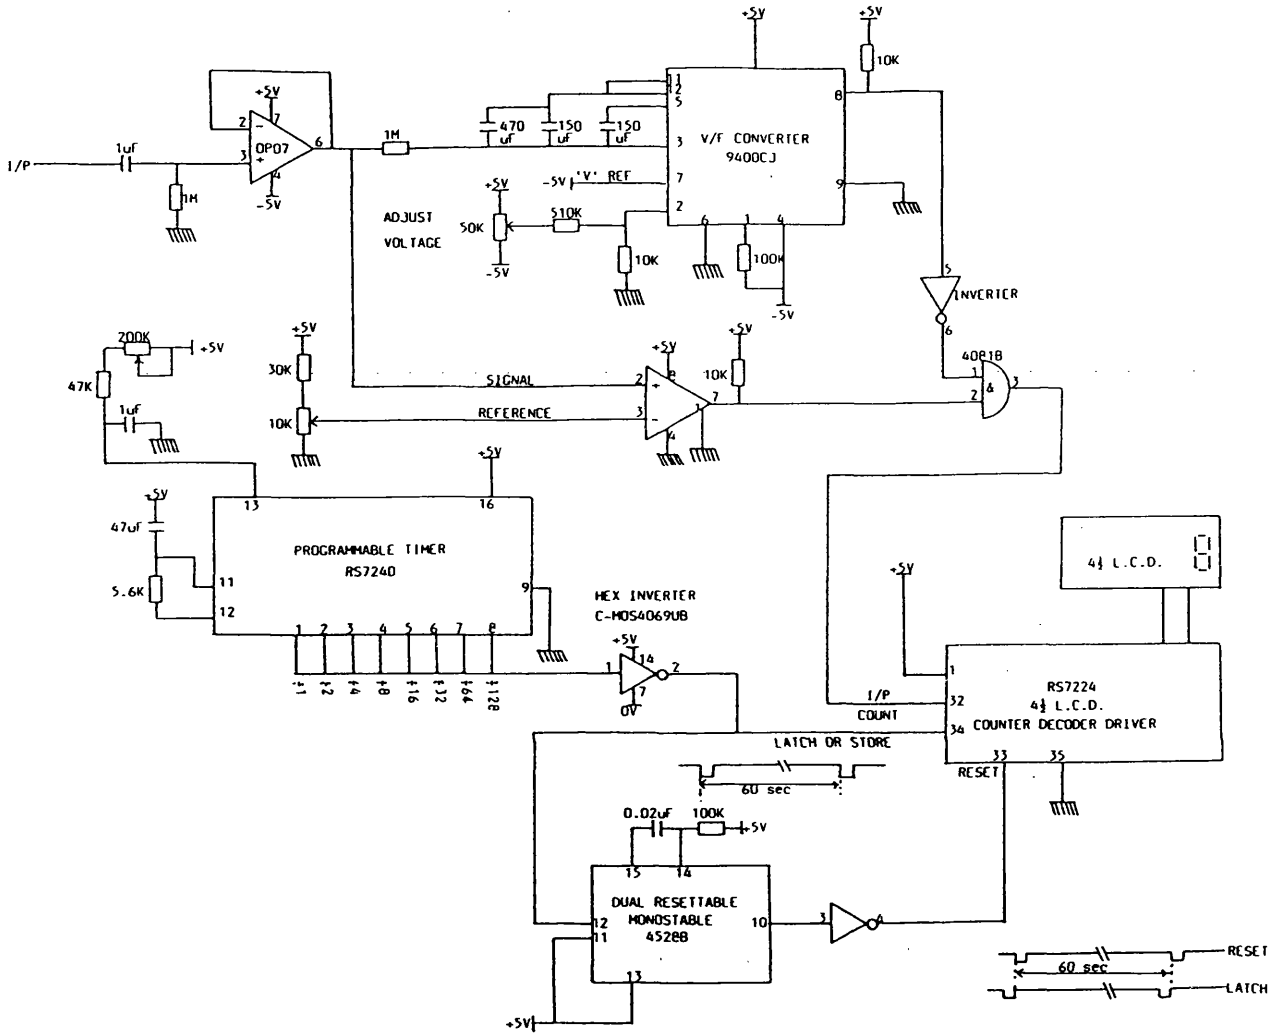 +5V
+5V
10K
8
11
12
5
3
7
2
V/F CONVERTER
9400CJ
9
6
1
4
100K
-5V
+5V
7
2
-
OP07
6
3
+
4
-5V
I/P
1uF
1M
1M
470
uF
150
uF
150
uF
-5V
'V' REF
ADJUST
VOLTAGE
+5V
50K
-5V
510K
10K
5
INVERTER
6
200K
+5V
47K
1uF
+5V
30K
10K
SIGNAL
REFERENCE
+5V
8
2
+
3
-
7
1
4
+5V
10K
4081B
1
&
3
2
+5V
47uF
5.6K
13
16
+5V
PROGRAMMABLE TIMER
RS7240
11
12
9
1 2 3 4 5 6 7 8
÷1 ÷2 ÷4 ÷8 ÷16 ÷32 ÷64 ÷128
HEX INVERTER
C-MOS4069UB
+5V
14
1
2
7
0V
4½ L.C.D.
+5V
1
RS7224
4½ L.C.D.
COUNTER DECODER DRIVER
32
34
33
35
I/P
COUNT
LATCH OR STORE
RESET
60 sec
0.02uF
100K
+5V
15
14
DUAL RESETTABLE
MONOSTABLE
4528B
12
11
10
13
3
4
+5V
RESET
60 sec
LATCH